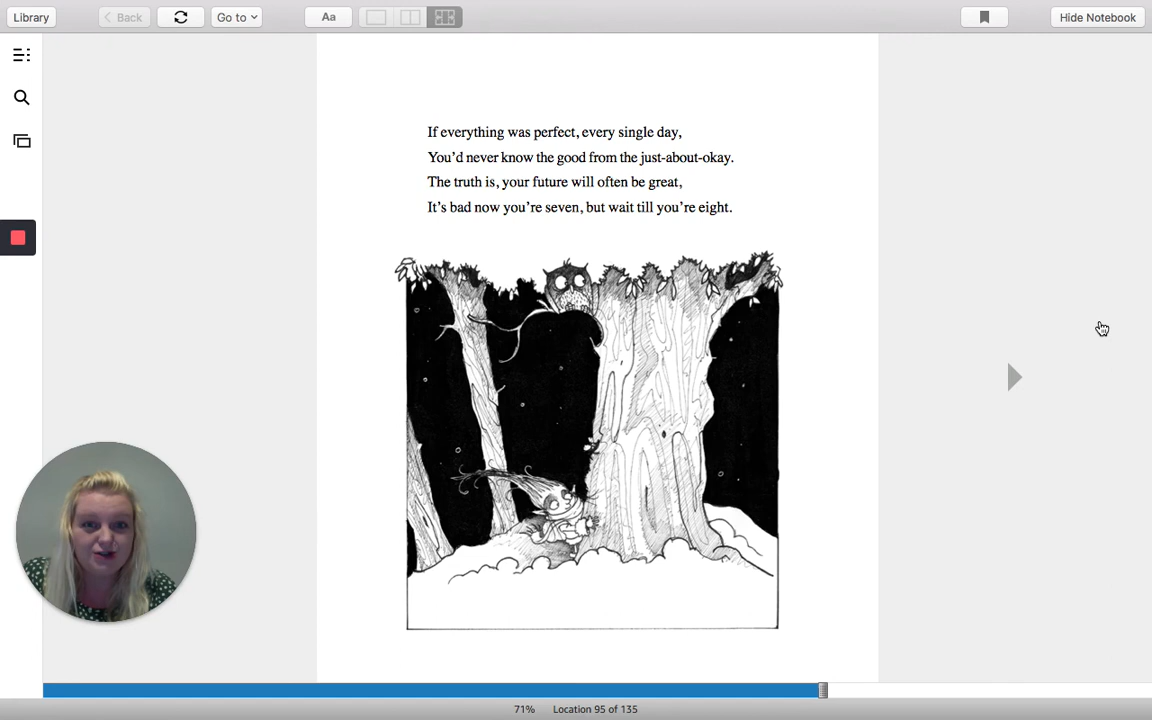 Library
Back
Go to
Aa
Hide Notebook
If everything was perfect, every single day,
You'd never know the good from the just-about-okay.
The truth is, your future will often be great,
It's bad now you're seven, but wait till you're eight.
71% Location 95 of 135